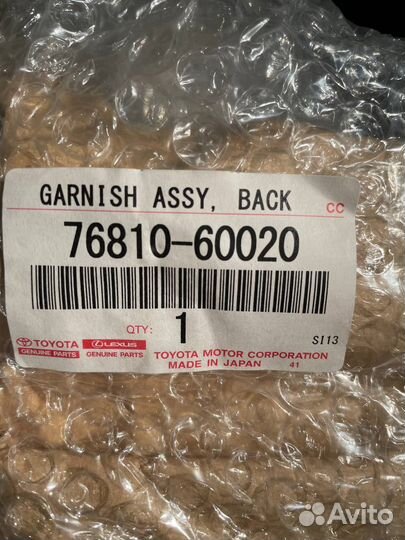 GARNISH ASSY, BACK CC
76810-60020
QTY: 1 SI13
TOYOTA LEXUS
GENUINE PARTS GENUINE PARTS
TOYOTA MOTOR CORPORATION
MADE IN JAPAN 41
Avito